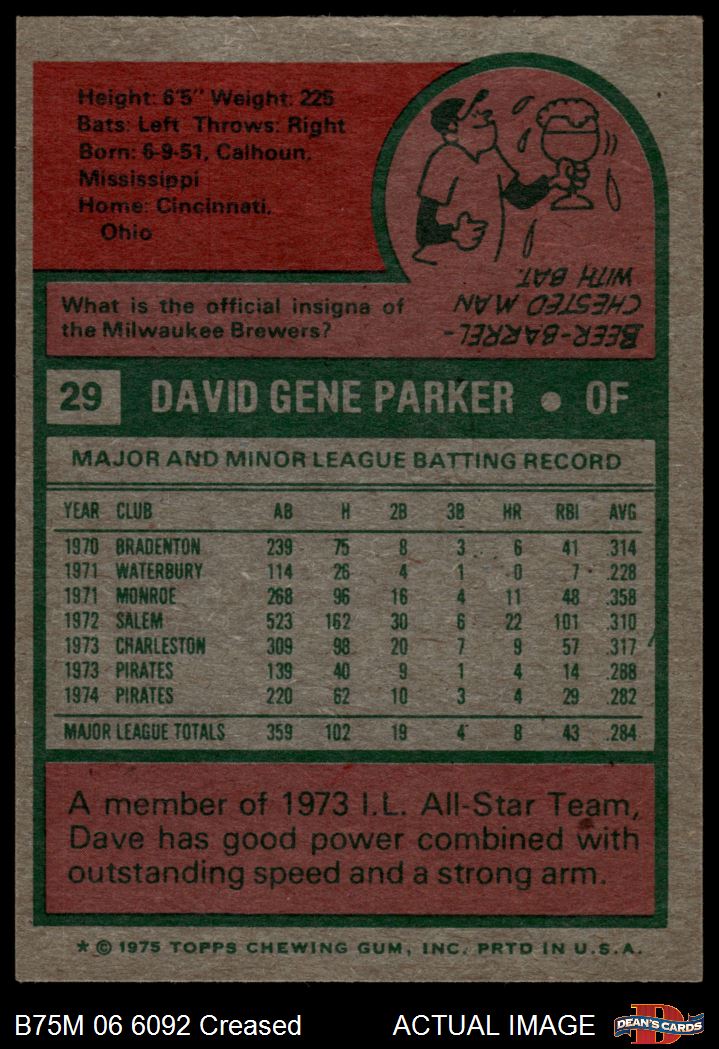 Height: 6'5" Weight: 225
Bats: Left Throws: Right
Born: 6-9-51, Calhoun,
Mississippi
Home: Cincinnati,
Ohio
What is the official insigna of
the Milwaukee Brewers?
BEER-BARREL-
CHESTED MAN
WITH BAT.
29 DAVID GENE PARKER ● OF
MAJOR AND MINOR LEAGUE BATTING RECORD
YEAR CLUB AB H 2B 3B HR RBI AVG
1970 BRADENTON 239 75 8 3 6 41 .314
1971 WATERBURY 114 26 4 1 0 7 .228
1971 MONROE 268 96 16 4 11 48 .358
1972 SALEM 523 162 30 6 22 101 .310
1973 CHARLESTON 309 98 20 7 9 57 .317
1973 PIRATES 139 40 9 1 4 14 .288
1974 PIRATES 220 62 10 3 4 29 .282
MAJOR LEAGUE TOTALS 359 102 19 4 8 43 .284
A member of 1973 I.L. All-Star Team,
Dave has good power combined with
outstanding speed and a strong arm.
* © 1975 TOPPS CHEWING GUM, INC. PRTD IN U.S.A.
B75M 06 6092 Creased ACTUAL IMAGE DEAN'S CARDS